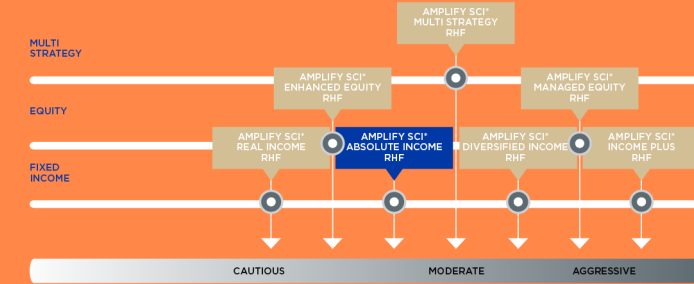 AMPLIFY SCI*
MULTI STRATEGY
RHF
MULTI
STRATEGY
AMPLIFY SCI*
ENHANCED EQUITY
RHF
AMPLIFY SCI*
MANAGED EQUITY
RHF
EQUITY
AMPLIFY SCI*
REAL INCOME
RHF
AMPLIFY SCI*
ABSOLUTE INCOME
RHF
AMPLIFY SCI*
DIVERSIFIED INCOME
RHF
AMPLIFY SCI*
INCOME PLUS
RHF
FIXED
INCOME
CAUTIOUS
MODERATE
AGGRESSIVE